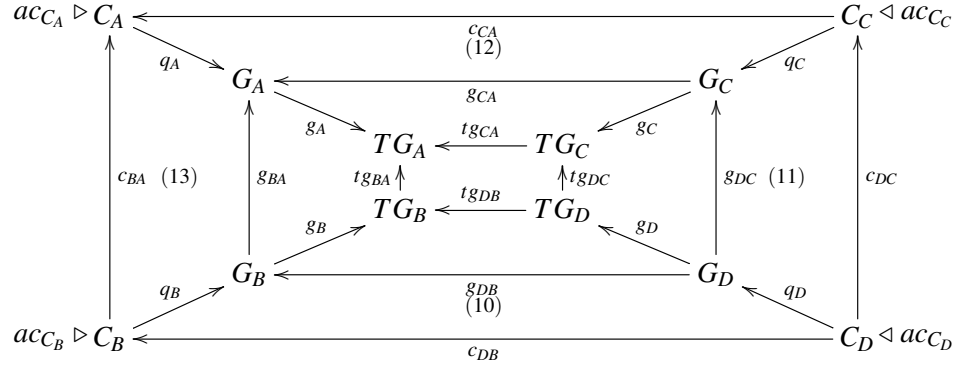 ac_{C_A} ▷ C_A C_C ◁ ac_{C_C}
c_{CA}
(12)
q_A q_C
G_A G_C
g_{CA}
g_A g_C
tg_{CA}
TG_A TG_C
c_{BA} (13) g_{BA} tg_{BA} tg_{DC} g_{DC} (11) c_{DC}
tg_{DB}
TG_B TG_D
g_B g_D
G_B G_D
g_{DB}
q_B (10) q_D
ac_{C_B} ▷ C_B C_D ◁ ac_{C_D}
c_{DB}